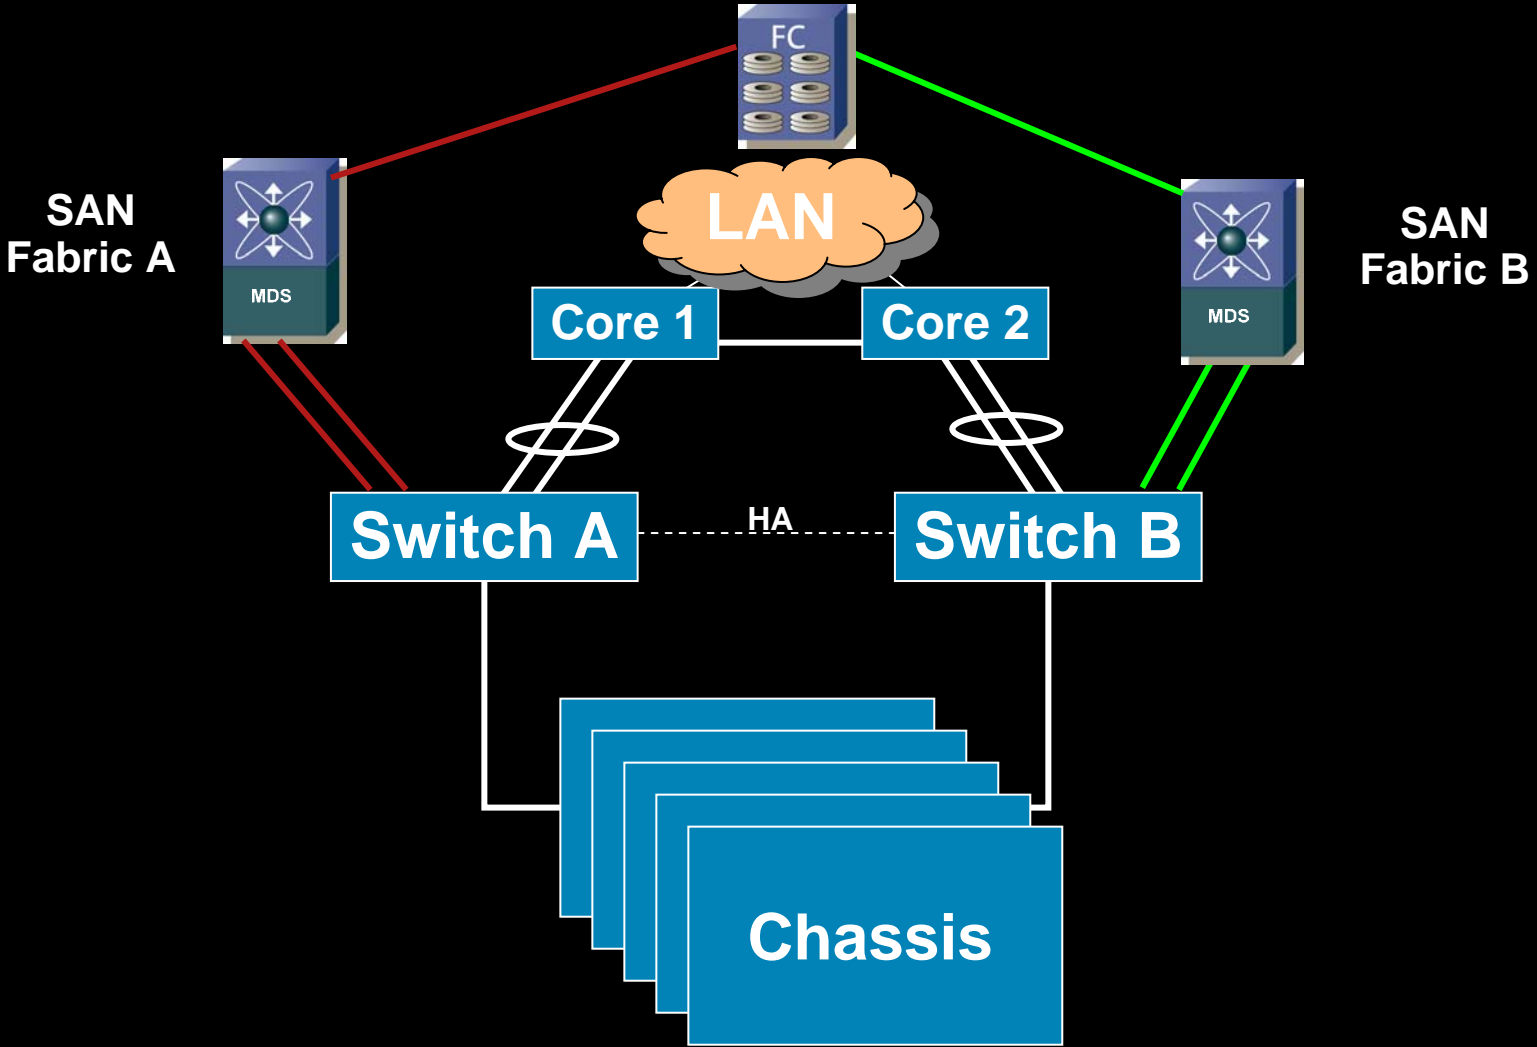 FC
LAN
SAN
Fabric A
MDS
SAN
Fabric B
MDS
Core 1
Core 2
Switch A
HA
Switch B
Chassis